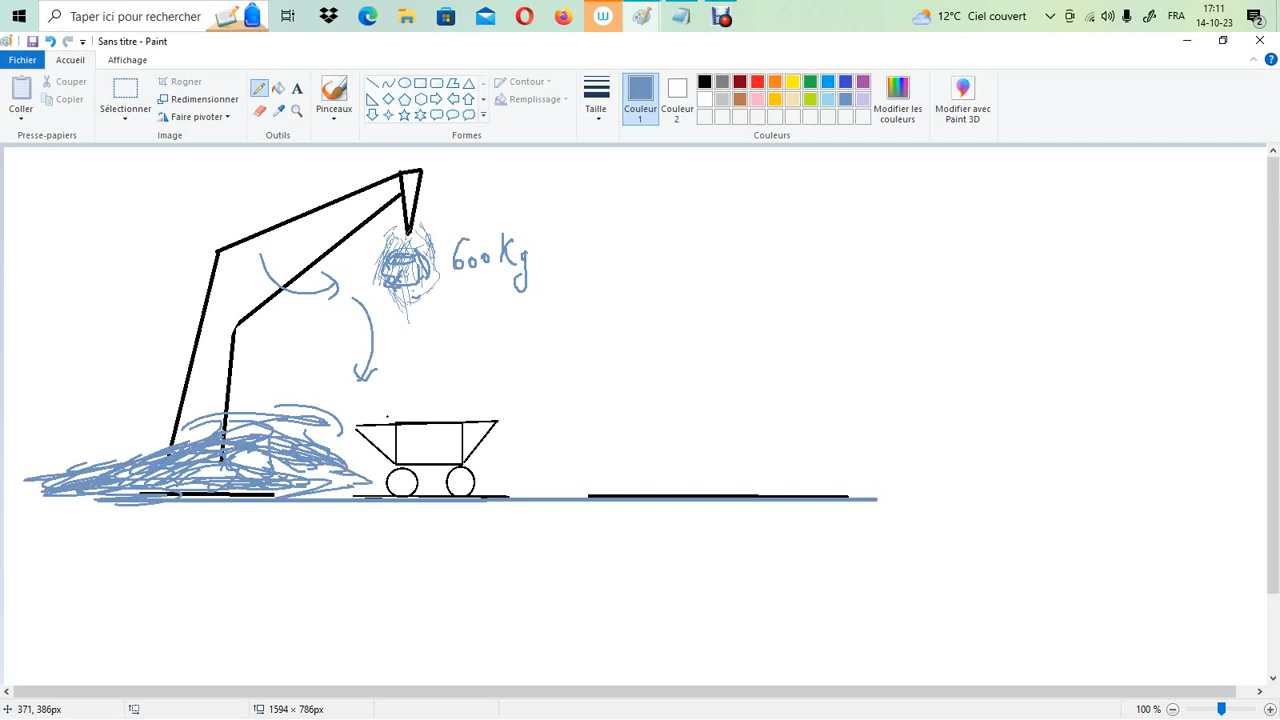 Taper ici pour rechercher
12°C Ciel couvert
FRA
17:11
14-10-23
2
Sans titre - Paint
Fichier
Accueil
Affichage
Coller
Couper
Copier
Presse-papiers
Sélectionner
Rogner
Redimensionner
Faire pivoter
Image
A
Outils
Pinceaux
Contour
Remplissage
Formes
Taille
Couleur 1
Couleur 2
Modifier les couleurs
Couleurs
Modifier avec Paint 3D
600 Kg
371, 386px
1594 × 786px
100 %